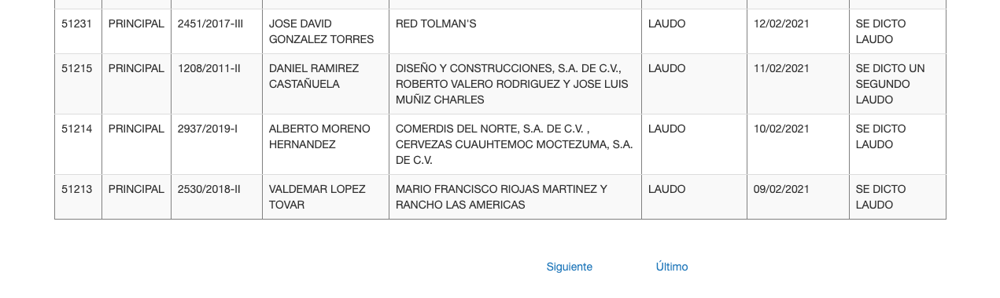 51231 PRINCIPAL 2451/2017-III JOSE DAVID RED TOLMAN'S LAUDO 12/02/2021 SE DICTO
GONZALEZ TORRES LAUDO
51215 PRINCIPAL 1208/2011-II DANIEL RAMIREZ DISEÑO Y CONSTRUCCIONES, S.A. DE C.V., LAUDO 11/02/2021 SE DICTO UN
CASTAÑUELA ROBERTO VALERO RODRIGUEZ Y JOSE LUIS SEGUNDO
MUÑIZ CHARLES LAUDO
51214 PRINCIPAL 2937/2019-I ALBERTO MORENO COMERDIS DEL NORTE, S.A. DE C.V. , LAUDO 10/02/2021 SE DICTO
HERNANDEZ CERVEZAS CUAUHTEMOC MOCTEZUMA, S.A. LAUDO
DE C.V.
51213 PRINCIPAL 2530/2018-II VALDEMAR LOPEZ MARIO FRANCISCO RIOJAS MARTINEZ Y LAUDO 09/02/2021 SE DICTO
TOVAR RANCHO LAS AMERICAS LAUDO
Siguiente Último